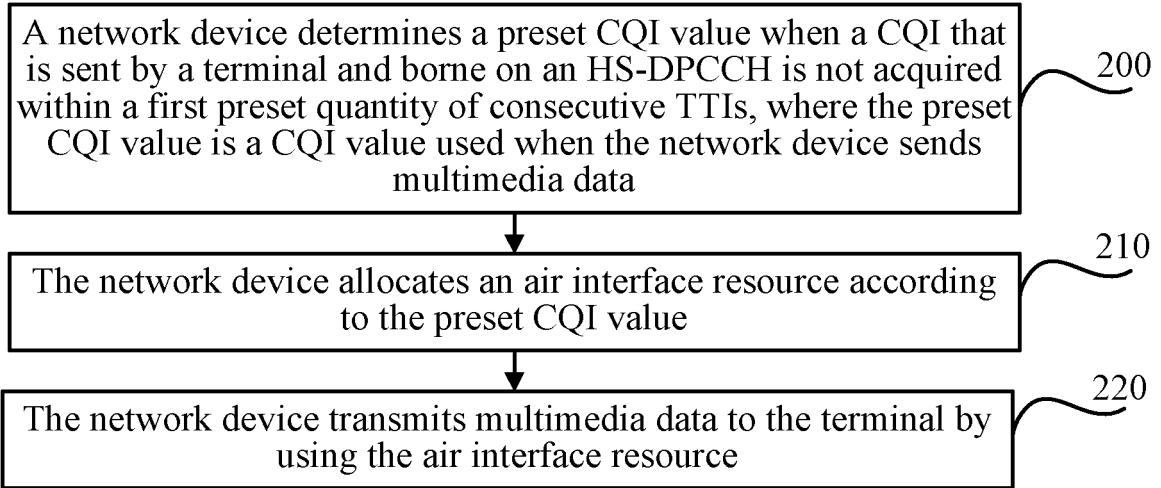 A network device determines a preset CQI value when a CQI that
is sent by a terminal and borne on an HS-DPCCH is not acquired
within a first preset quantity of consecutive TTIs, where the preset
CQI value is a CQI value used when the network device sends
multimedia data
200
The network device allocates an air interface resource according
to the preset CQI value
210
The network device transmits multimedia data to the terminal by
using the air interface resource
220